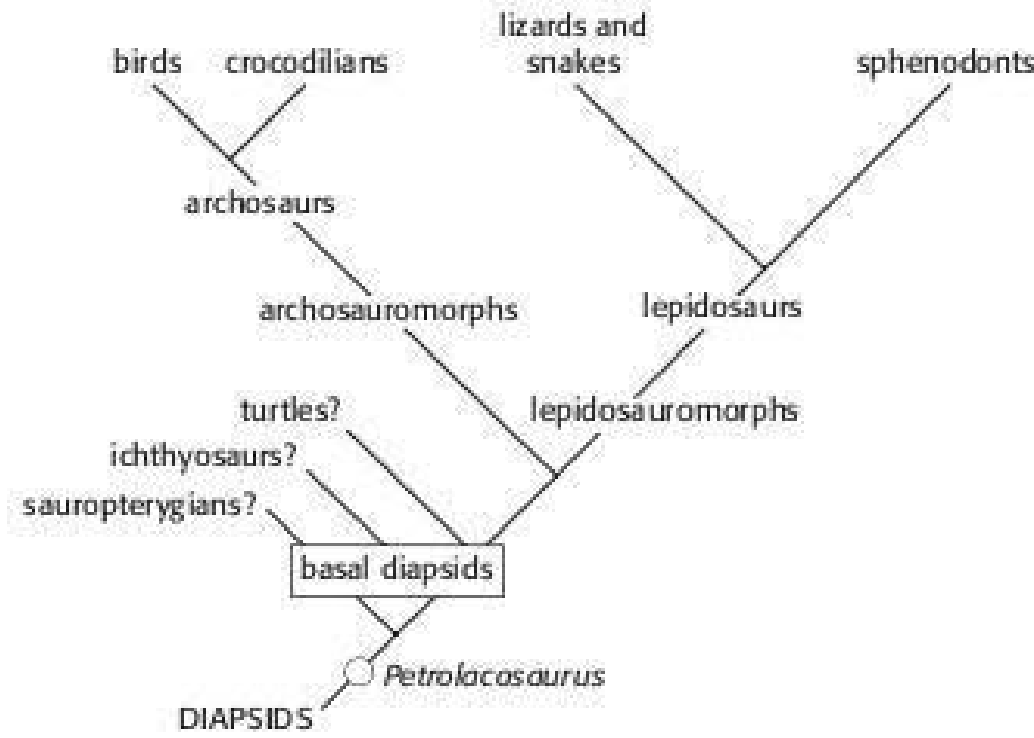 lizards and
birds crocodilians snakes sphenodonts
archosaurs
archosauromorphs lepidosaurs
turtles? lepidosauromorphs
ichthyosaurs?
sauropterygians?
basal diapsids
Petrolacosaurus
DIAPSIDS